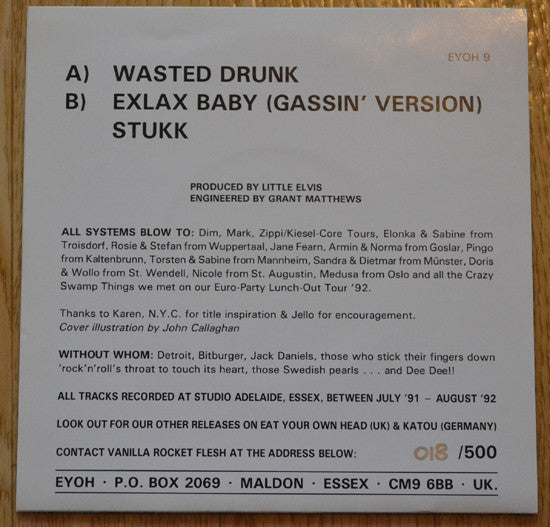 EYOH 9
A) WASTED DRUNK
B) EXLAX BABY (GASSIN' VERSION)
STUKK
PRODUCED BY LITTLE ELVIS
ENGINEERED BY GRANT MATTHEWS
ALL SYSTEMS BLOW TO: Dim, Mark, Zippi/Kiesel-Core Tours, Elonka & Sabine from
Troisdorf, Rosie & Stefan from Wuppertaal, Jane Fearn, Armin & Norma from Goslar, Pingo
from Kaltenbrunn, Torsten & Sabine from Mannheim, Sandra & Dietmar from Münster, Doris
& Wollo from St. Wendell, Nicole from St. Augustin, Medusa from Oslo and all the Crazy
Swamp Things we met on our Euro-Party Lunch-Out Tour '92.
Thanks to Karen, N.Y.C. for title inspiration & Jello for encouragement.
Cover illustration by John Callaghan
WITHOUT WHOM: Detroit, Bitburger, Jack Daniels, those who stick their fingers down
'rock'n'roll's throat to touch its heart, those Swedish pearls . . . and Dee Dee!!
ALL TRACKS RECORDED AT STUDIO ADELAIDE, ESSEX, BETWEEN JULY '91 – AUGUST '92
LOOK OUT FOR OUR OTHER RELEASES ON EAT YOUR OWN HEAD (UK) & KATOU (GERMANY)
CONTACT VANILLA ROCKET FLESH AT THE ADDRESS BELOW: 018 /500
EYOH · P.O. BOX 2069 · MALDON · ESSEX · CM9 6BB · UK.